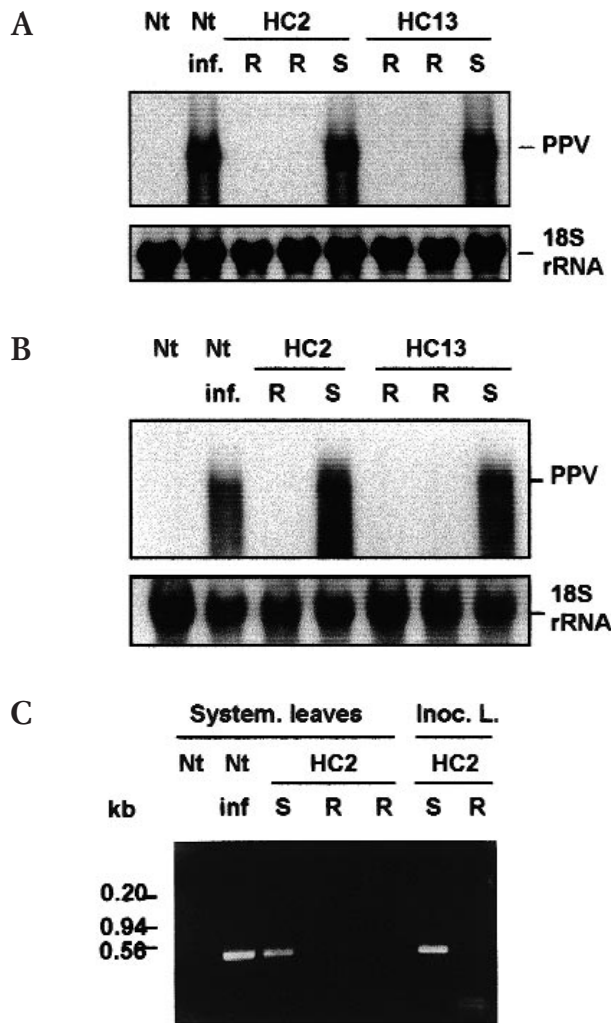 A
Nt Nt HC2 HC13
inf. R R S R R S
PPV
18S
rRNA
B
Nt Nt HC2 HC13
inf. R S R R S
PPV
18S
rRNA
C
System. leaves Inoc. L.
Nt Nt HC2 HC2
kb inf S R R S R
0.20
0.94
0.56